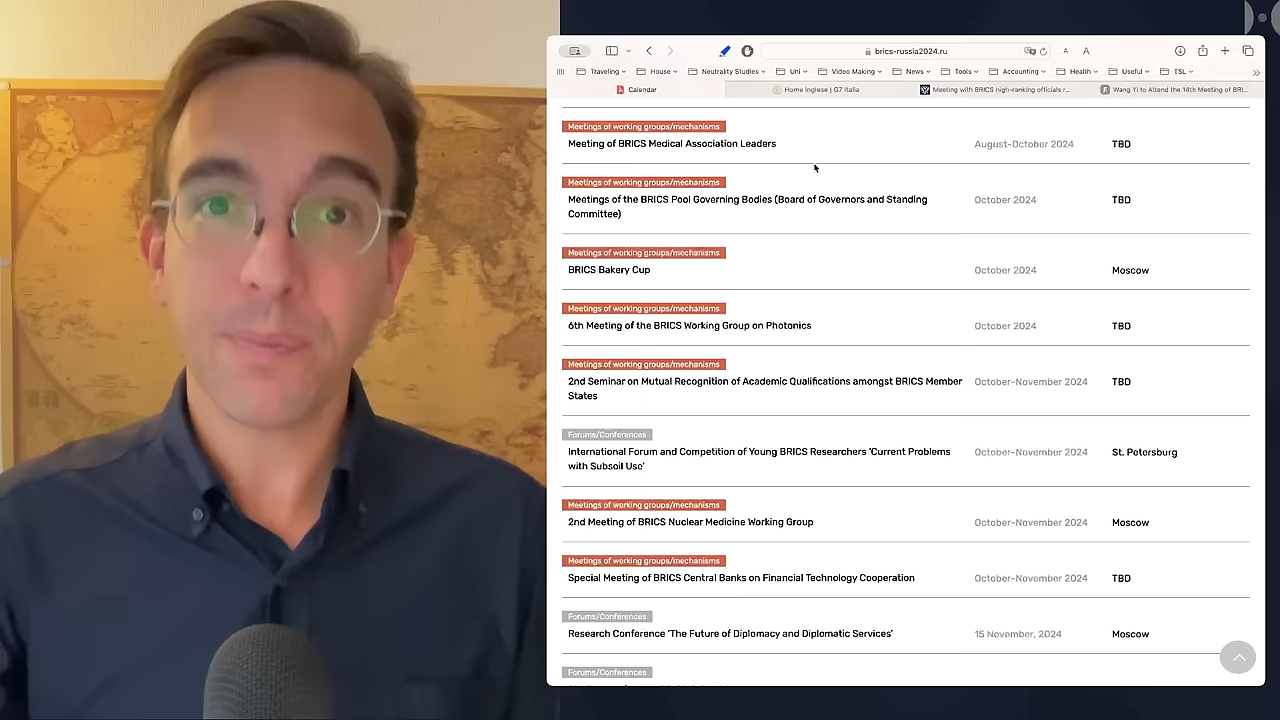 brics-russia2024.ru
A
A
Traveling
House
Neutrality Studies
Uni
Video Making
News
Tools
Accounting
Health
Useful
TSL
Calendar
Home Inglese | G7 Italia
Meeting with BRICS high-ranking officials r...
Wang Yi to Attend the 14th Meeting of BRI...
Meetings of working groups/mechanisms
Meeting of BRICS Medical Association Leaders August-October 2024 TBD
Meetings of working groups/mechanisms
Meetings of the BRICS Pool Governing Bodies (Board of Governors and Standing October 2024 TBD
Committee)
Meetings of working groups/mechanisms
BRICS Bakery Cup October 2024 Moscow
Meetings of working groups/mechanisms
6th Meeting of the BRICS Working Group on Photonics October 2024 TBD
Meetings of working groups/mechanisms
2nd Seminar on Mutual Recognition of Academic Qualifications amongst BRICS Member October-November 2024 TBD
States
Forums/Conferences
International Forum and Competition of Young BRICS Researchers 'Current Problems October-November 2024 St. Petersburg
with Subsoil Use'
Meetings of working groups/mechanisms
2nd Meeting of BRICS Nuclear Medicine Working Group October-November 2024 Moscow
Meetings of working groups/mechanisms
Special Meeting of BRICS Central Banks on Financial Technology Cooperation October-November 2024 TBD
Forums/Conferences
Research Conference 'The Future of Diplomacy and Diplomatic Services' 15 November, 2024 Moscow
Forums/Conferences